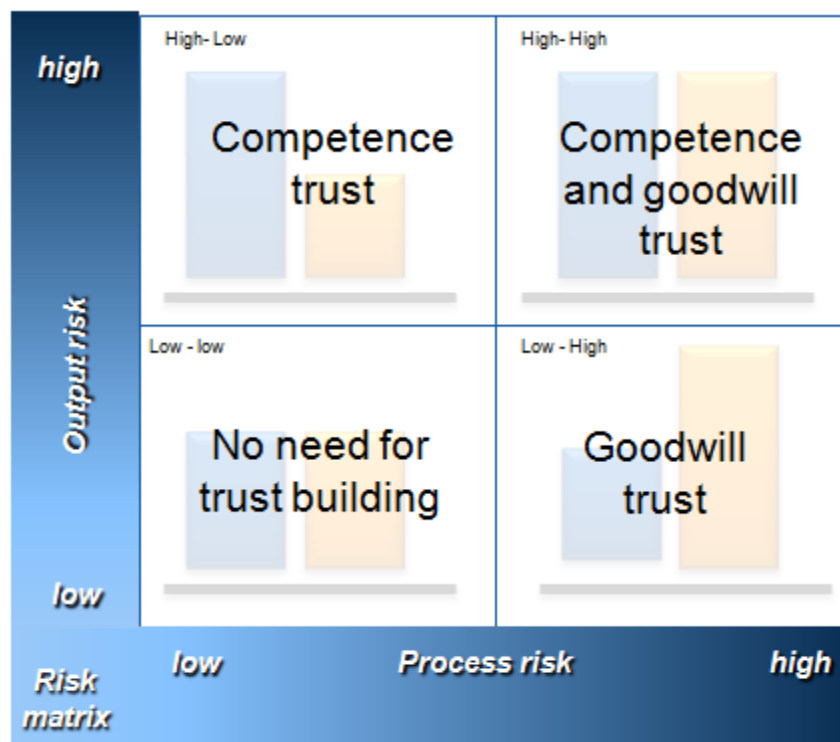 high
High- Low
Competence
trust
High- High
Competence
and goodwill
trust
Output risk
Low - low
No need for
trust building
Low - High
Goodwill
trust
low
low
Process risk
high
Risk
matrix